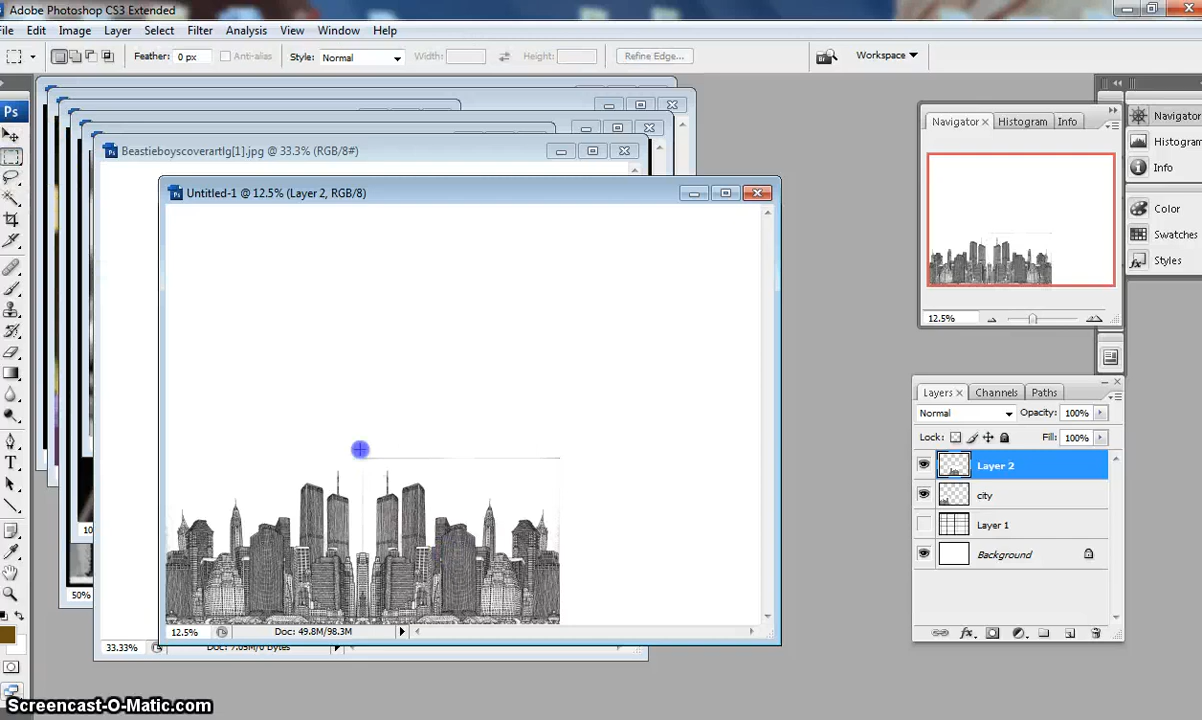 Adobe Photoshop CS3 Extended
File Edit Image Layer Select Filter Analysis View Window Help
Feather: 0 px Anti-alias Style: Normal Width: Height: Refine Edge... Workspace
Ps
Beastieboyscoverartlg[1].jpg @ 33.3% (RGB/8#)
Untitled-1 @ 12.5% (Layer 2, RGB/8)
Navigator Histogram Info
12.5%
Navigator
Histogram
Info
Color
Swatches
Styles
Layers Channels Paths
Normal Opacity: 100%
Lock: Fill: 100%
Layer 2
city
Layer 1
Background
12.5% Doc: 49.8M/98.3M
33.33% Doc: 7.03M/0 bytes
10
50%
Screencast-O-Matic.com